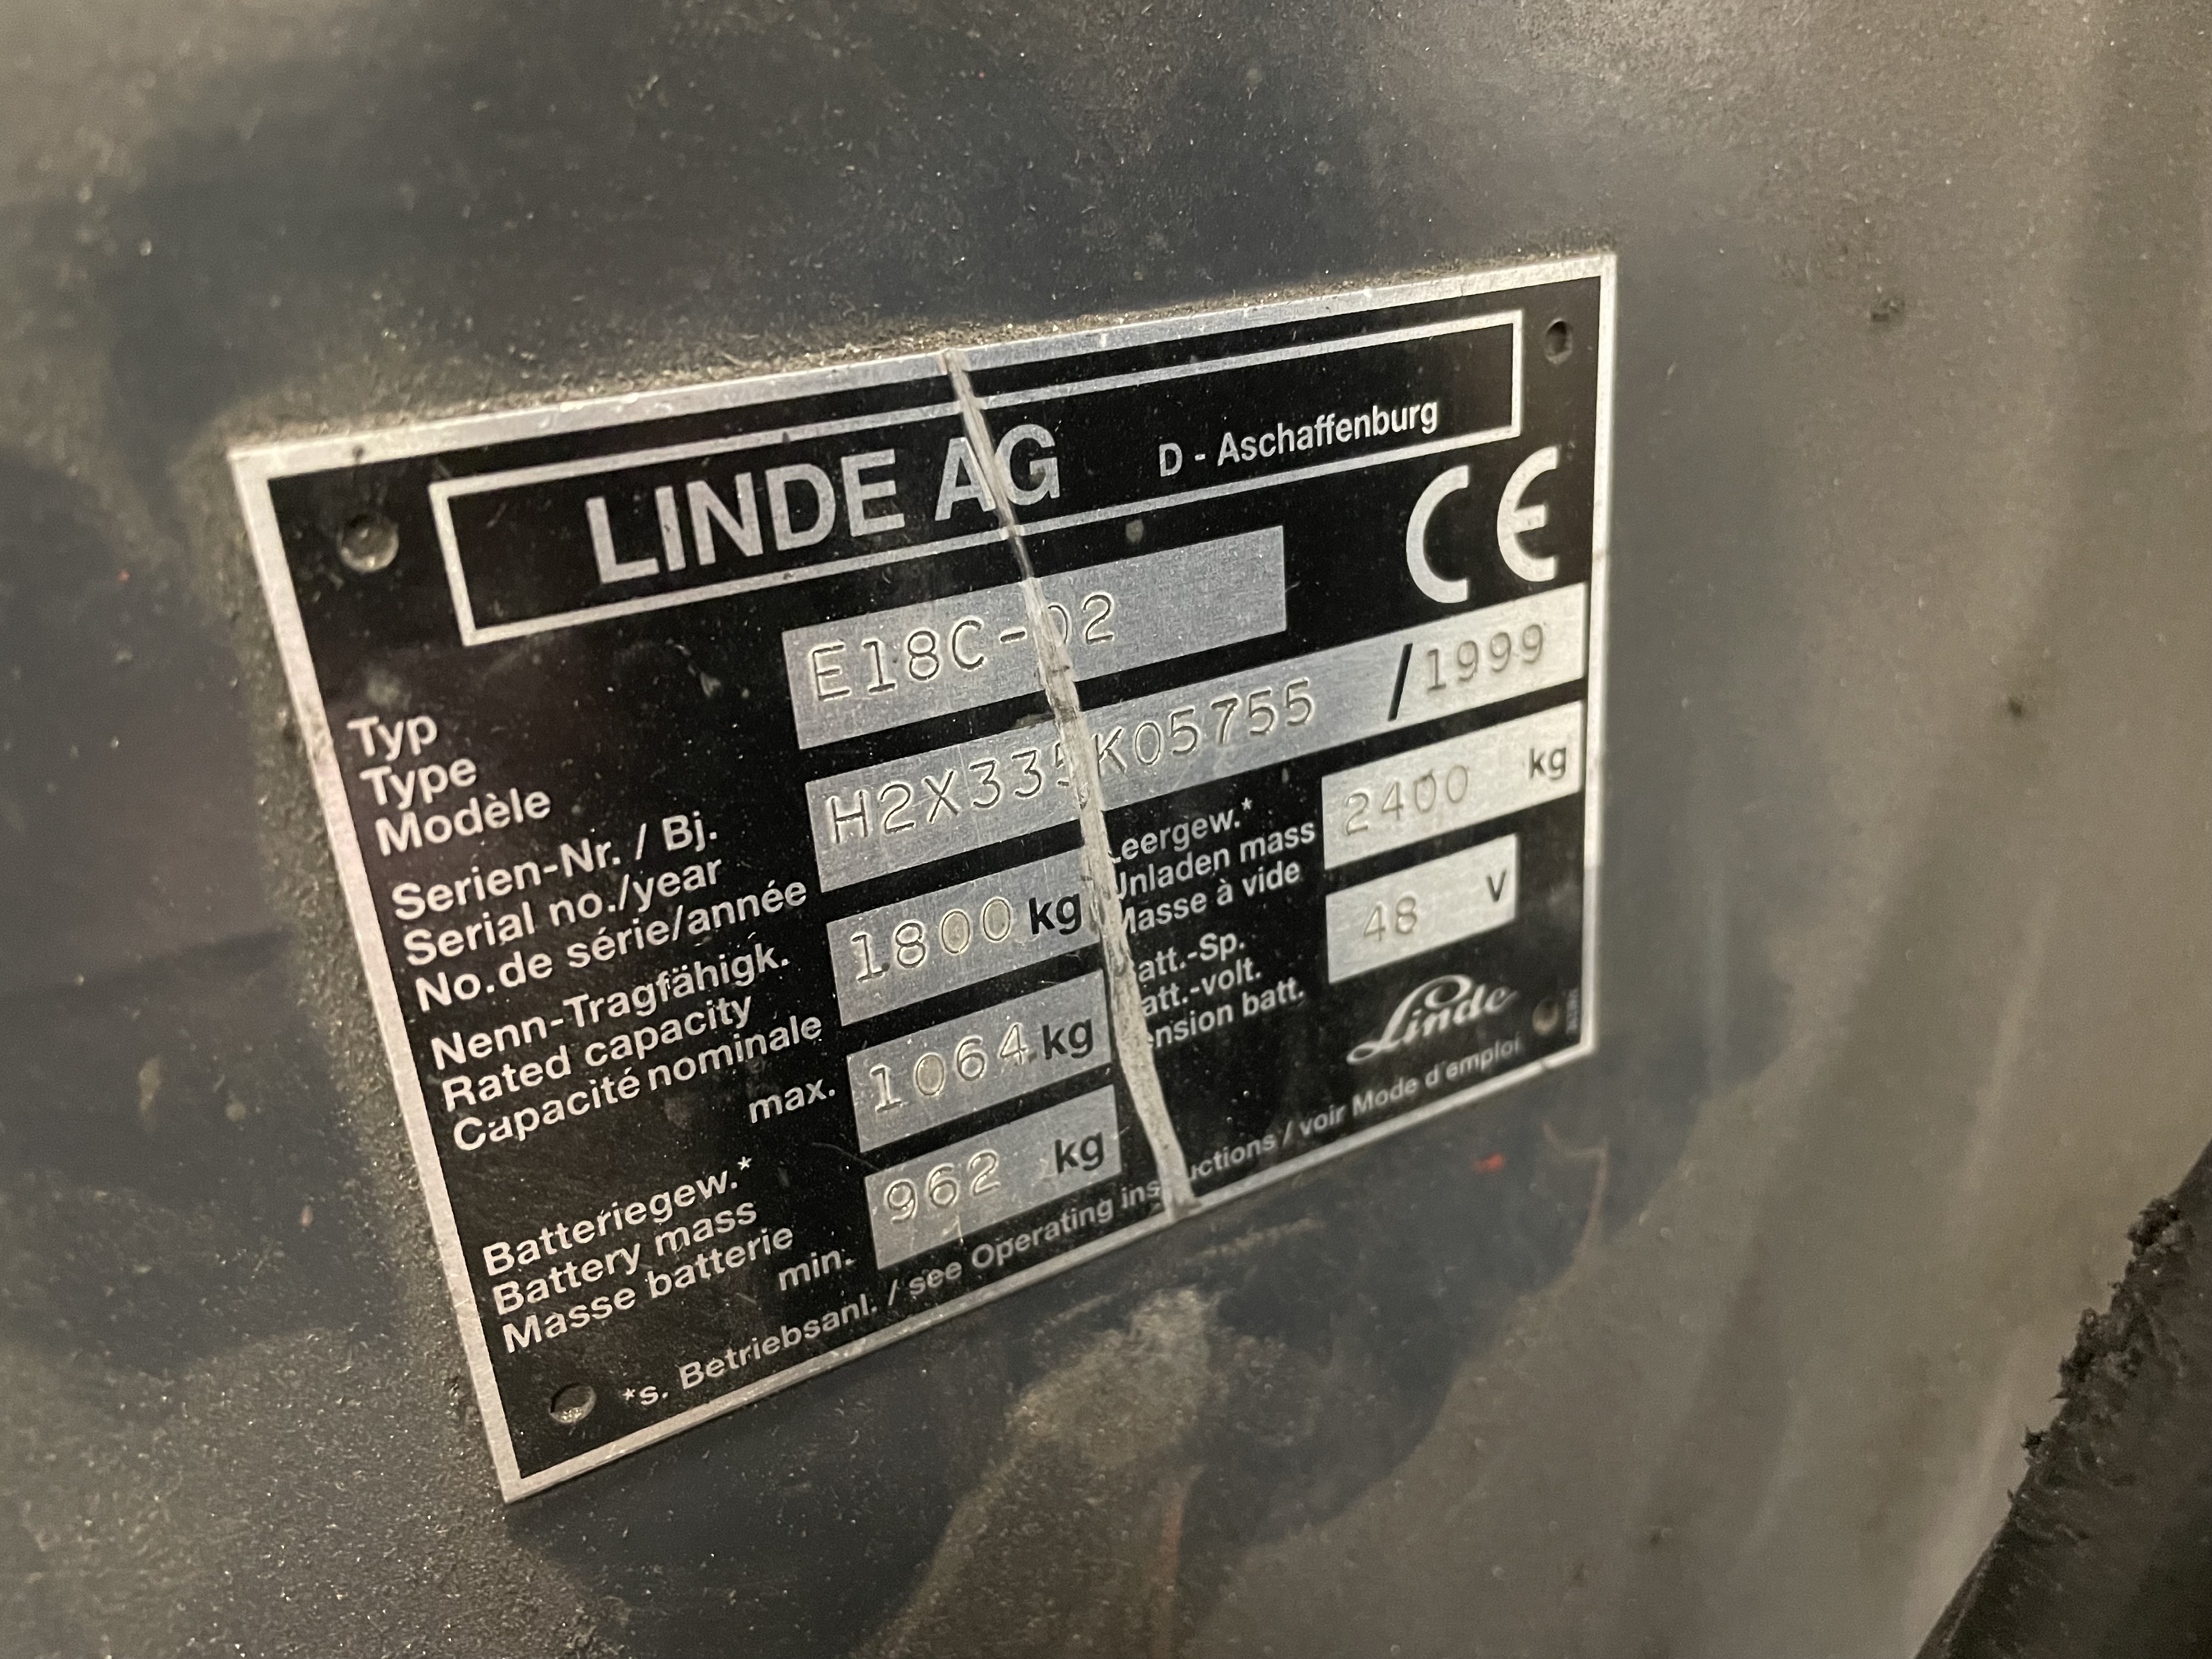 LINDE AG D - Aschaffenburg
CE
Typ
Type
Modèle
E18C-02
Serien-Nr. / Bj.
Serial no./year
No.de série/année
H2X335K05755 / 1999
Nenn-Tragfähigk.
Rated capacity
Capacité nominale
1800 kg
Leergew.*
Unladen mass
Masse à vide
2400 kg
Batteriegew.*
Battery mass
Masse batterie
max. 1064 kg
min. 962 kg
Batt.-Sp.
Batt.-volt.
Tension batt.
48 V
Linde
*s. Betriebsanl. / see Operating instructions / voir Mode d'emploi